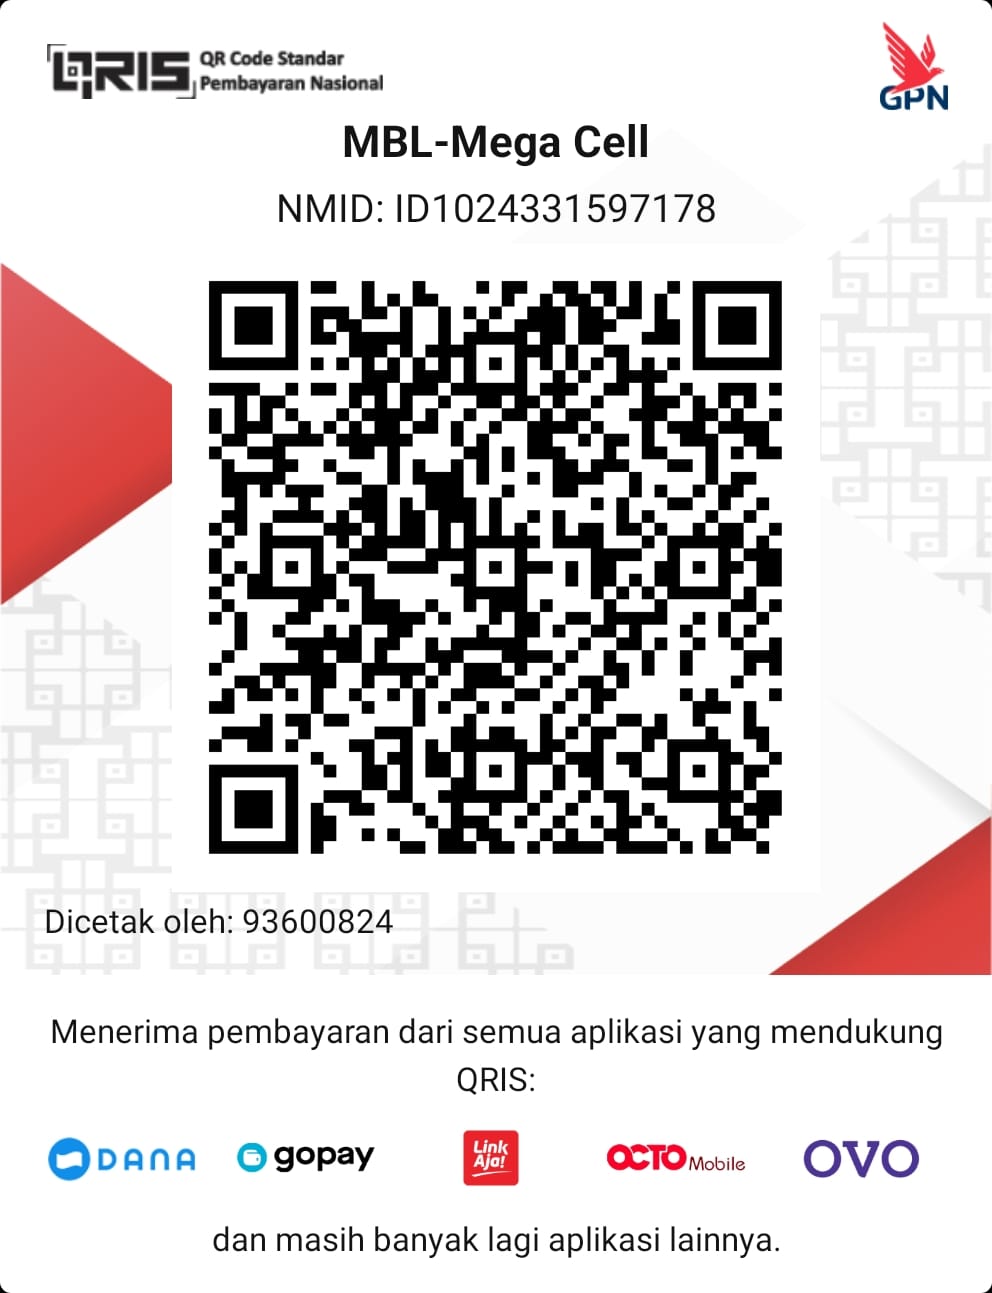 QRIS QR Code Standar
Pembayaran Nasional
GPN
MBL-Mega Cell
NMID: ID1024331597178
Dicetak oleh: 93600824
Menerima pembayaran dari semua aplikasi yang mendukung
QRIS:
DANA gopay Link Aja! OCTO Mobile OVO
dan masih banyak lagi aplikasi lainnya.